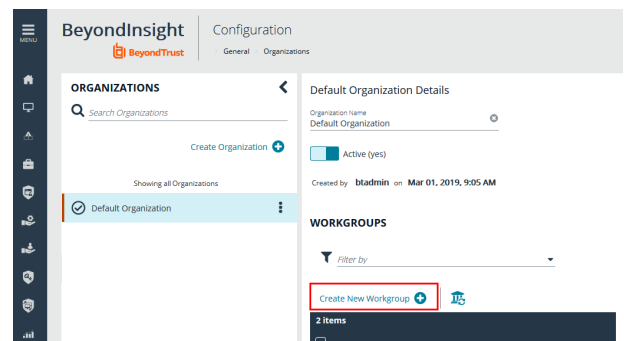 MENU
BeyondInsight
BeyondTrust
Configuration
General Organizations
ORGANIZATIONS
Search Organizations
Create Organization
Showing all Organizations
Default Organization
Default Organization Details
Organization Name
Default Organization
Active (yes)
Created by btadmin on Mar 01, 2019, 9:05 AM
WORKGROUPS
Filter by
Create New Workgroup
2 items